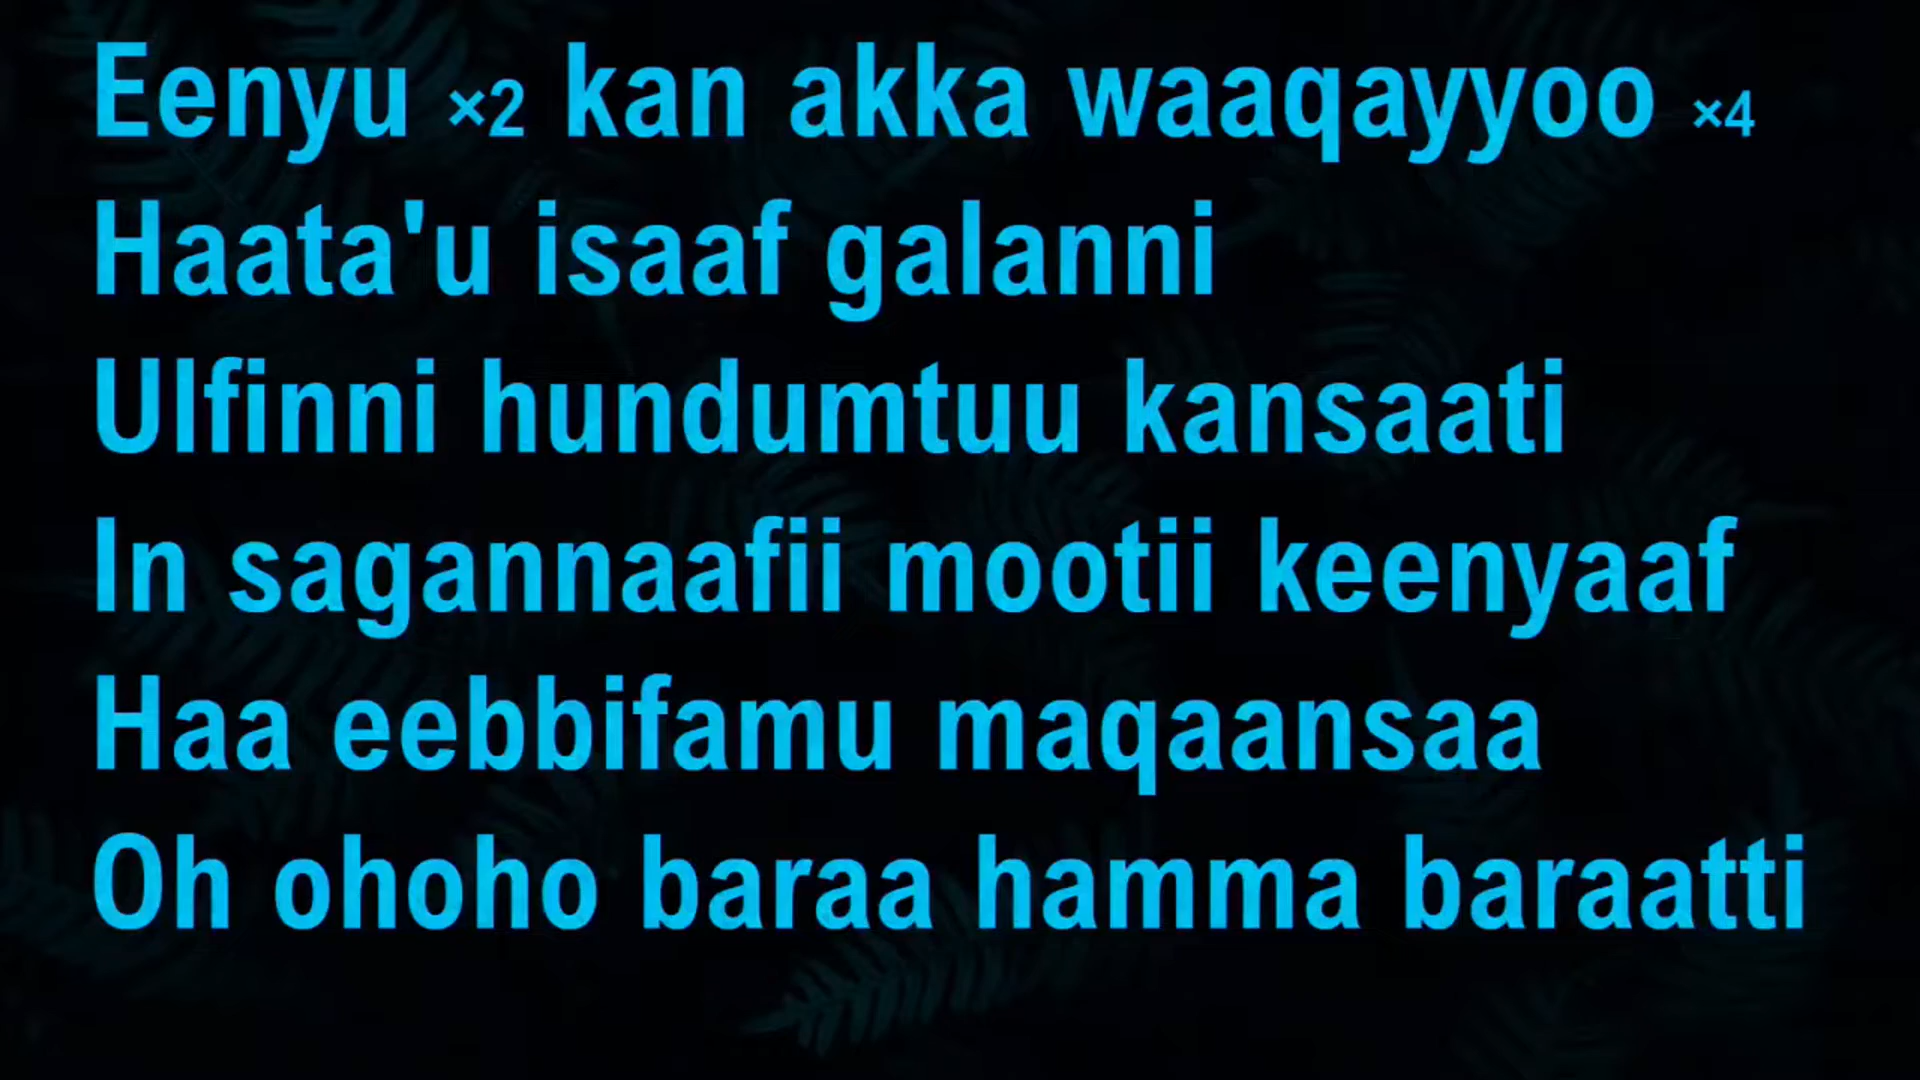 Eenyu ×2 kan akka waaqayyoo ×4
Haata'u isaaf galanni
Ulfinni hundumtuu kansaati
In sagannaafii mootii keenyaaf
Haa eebbifamu maqaansaa
Oh ohoho baraa hamma baraatti